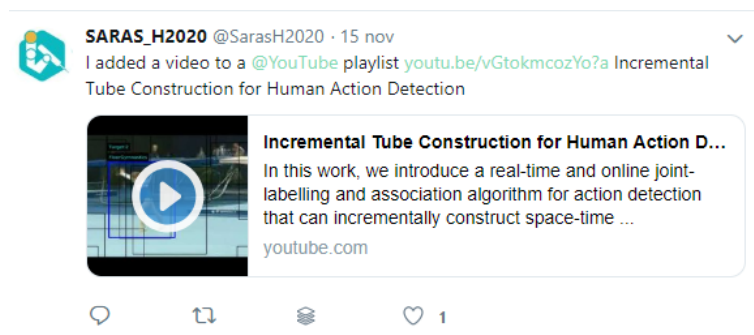 SARAS_H2020 @SarasH2020 · 15 nov
I added a video to a @YouTube playlist youtu.be/vGtokmcozYo?a Incremental
Tube Construction for Human Action Detection
Incremental Tube Construction for Human Action D...
In this work, we introduce a real-time and online joint-
labelling and association algorithm for action detection
that can incrementally construct space-time ...
youtube.com
1